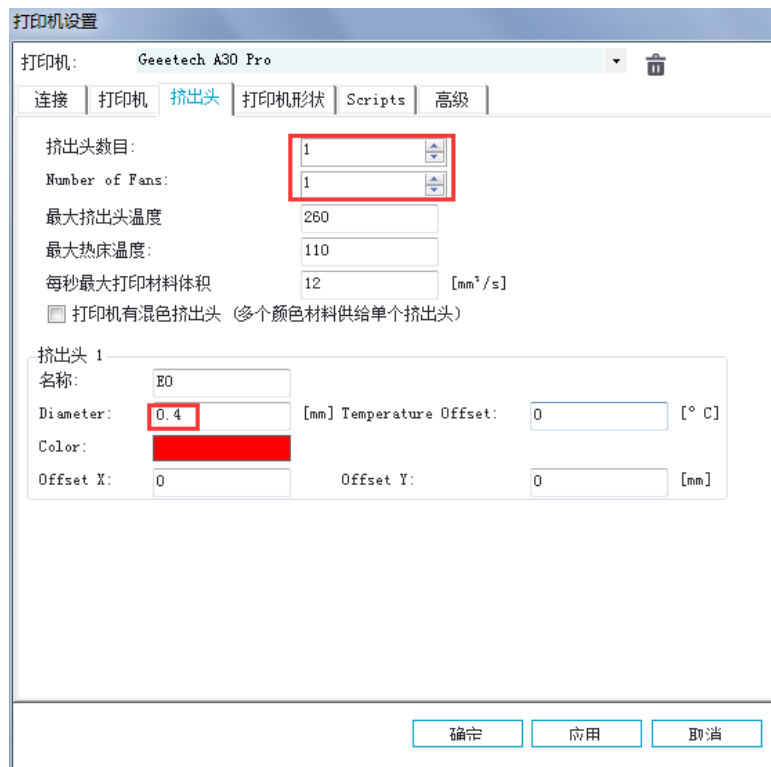 打印机设置
打印机: Geeetech A30 Pro
连接 打印机 挤出头 打印机形状 Scripts 高级
挤出头数目: 1
Number of Fans: 1
最大挤出头温度 260
最大热床温度: 110
每秒最大打印材料体积 12 [mm³/s]
打印机有混色挤出头 (多个颜色材料供给单个挤出头)
挤出头 1
名称: E0
Diameter: 0.4 [mm] Temperature Offset: 0 [° C]
Color:
Offset X: 0 Offset Y: 0 [mm]
确定 应用 取消